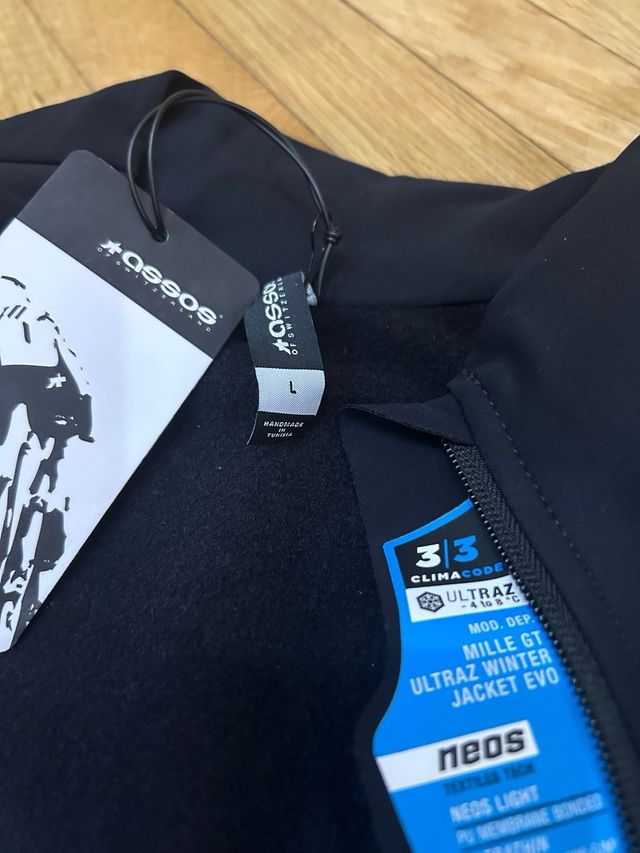 assos
OF SWITZERLAND
assos
OF SWITZERLAND
L
HANDMADE
IN
TUNISIA
3/3
CLIMACODE
ULTRAZ
-4 to 8 °C
MOD. DEP.
MILLE GT
ULTRAZ WINTER
JACKET EVO
neos
TEXTILES TECH
NEOS LIGHT
PU MEMBRANE BONDED